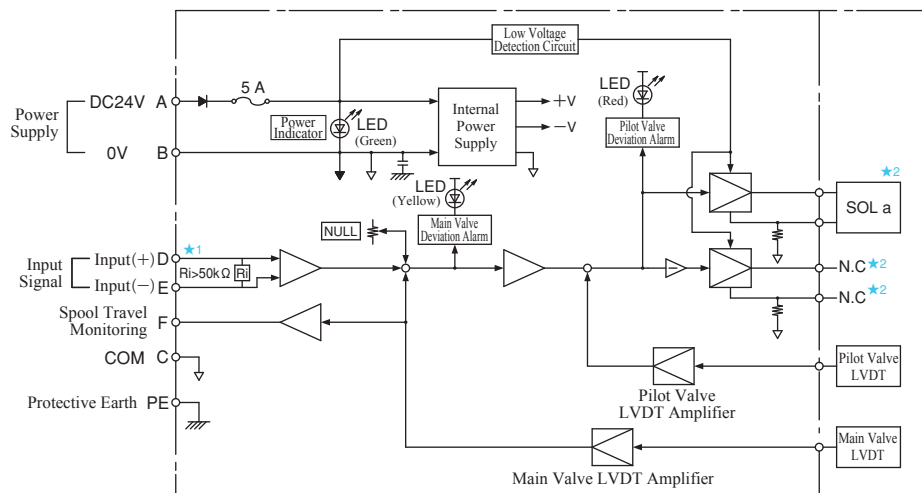 Low Voltage
Detection Circuit
Power
Supply
DC24V A
0V B
5 A
Power
Indicator
LED
(Green)
Internal
Power
Supply
+V
−V
LED
(Red)
Pilot Valve
Deviation Alarm
LED
(Yellow)
Main Valve
Deviation Alarm
NULL
★2
SOL a
Input
Signal
Input(+) D ★1
Input(−) E
Ri>50kΩ Ri
−
N.C ★2
N.C ★2
Spool Travel
Monitoring F
COM C
Protective Earth PE
Pilot Valve
LVDT
Pilot Valve
LVDT Amplifier
Main Valve
LVDT
Main Valve LVDT Amplifier